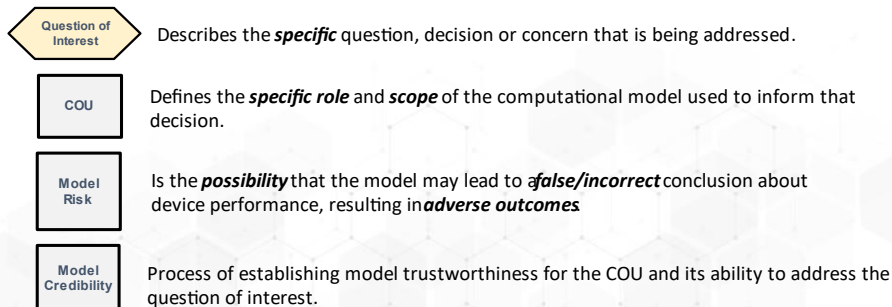 Question of
Interest
Describes the specific question, decision or concern that is being addressed.
COU
Defines the specific role and scope of the computational model used to inform that
decision.
Model
Risk
Is the possibility that the model may lead to a false/incorrect conclusion about
device performance, resulting in adverse outcomes.
Model
Credibility
Process of establishing model trustworthiness for the COU and its ability to address the
question of interest.